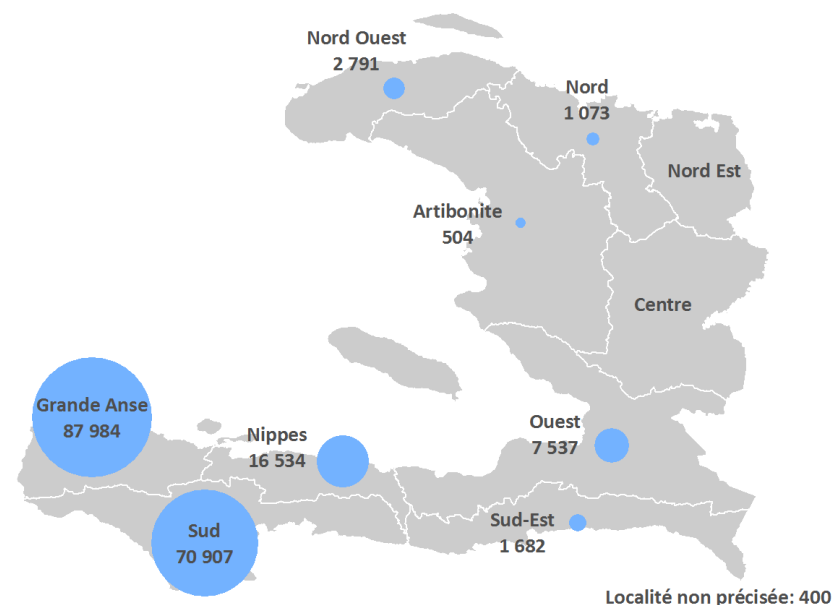 Nord Ouest
2 791
Nord
1 073
Nord Est
Artibonite
504
Centre
Grande Anse
87 984
Nippes
16 534
Ouest
7 537
Sud
70 907
Sud-Est
1 682
Localité non précisée: 400